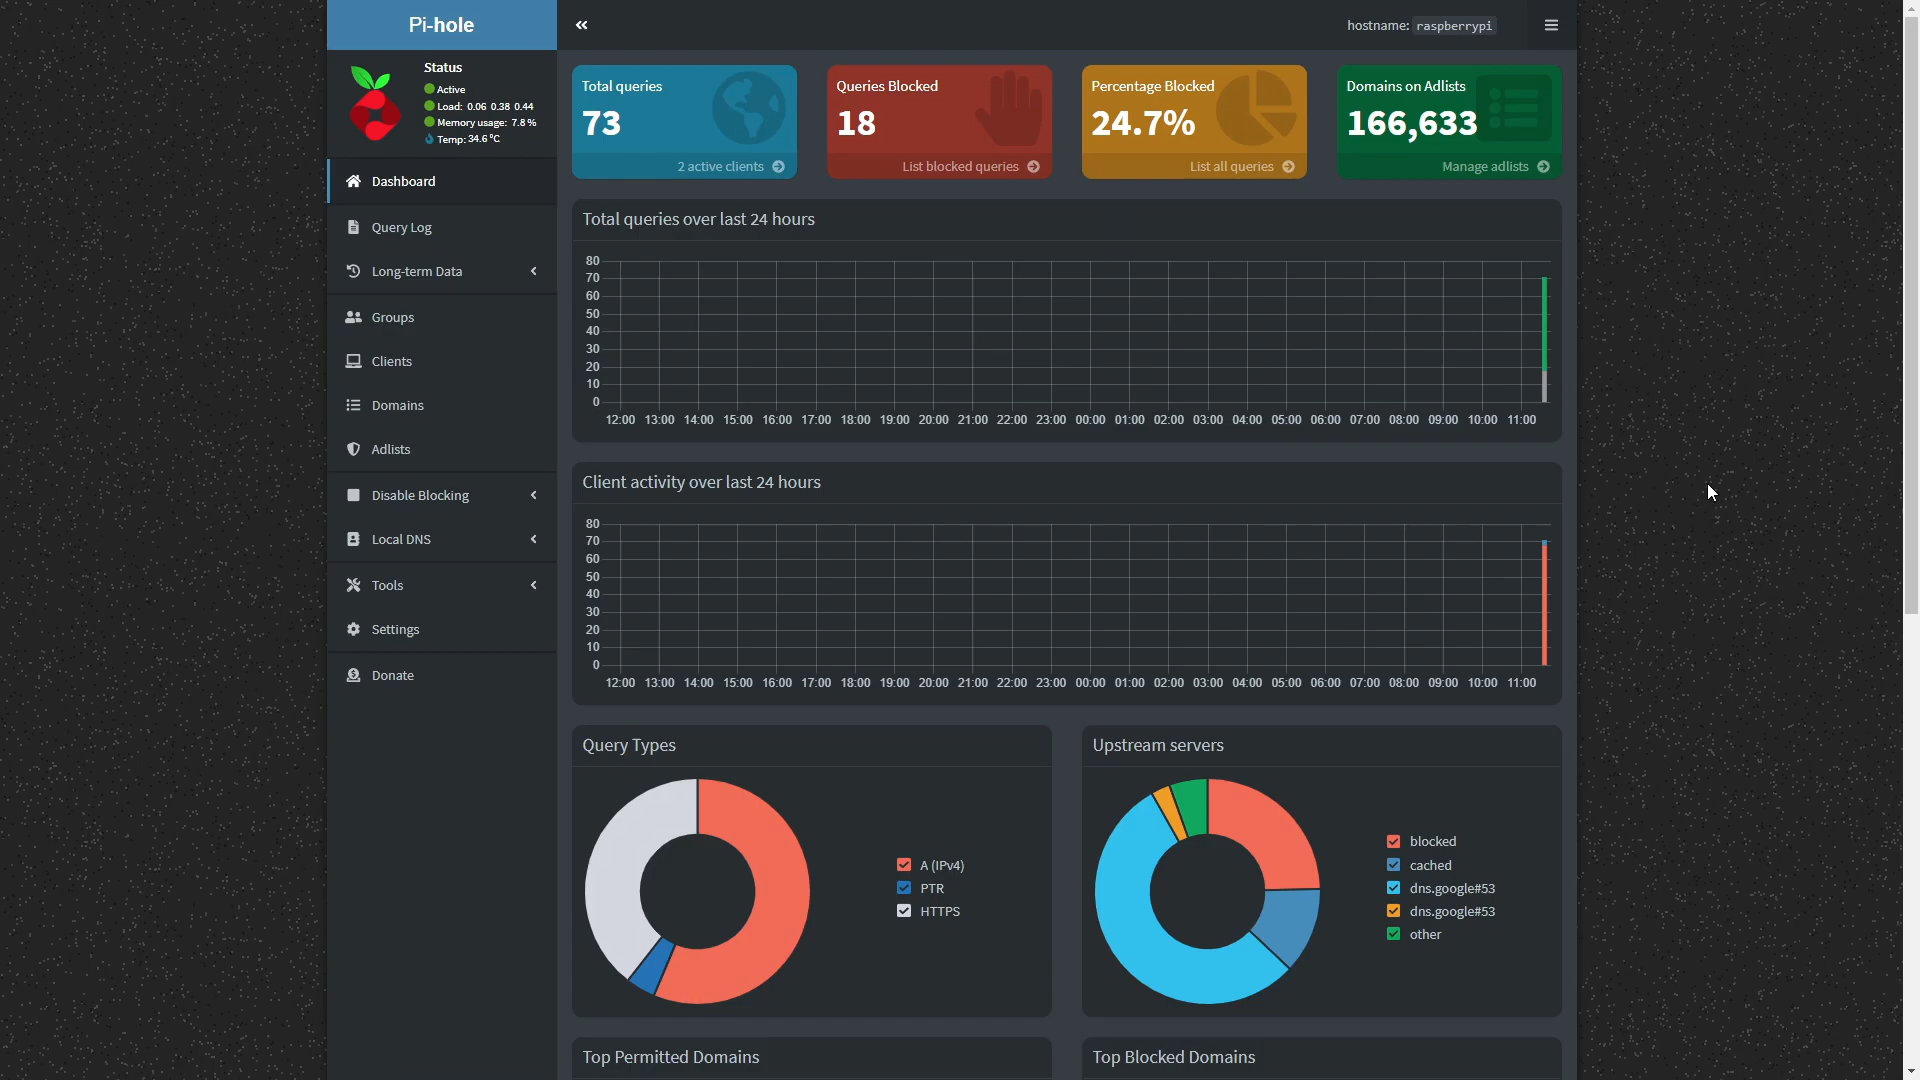 Pi-hole
hostname: raspberrypi
Status
Active
Load: 0.06 0.38 0.44
Memory usage: 7.8 %
Temp: 34.6 °C
Dashboard
Query Log
Long-term Data
Groups
Clients
Domains
Adlists
Disable Blocking
Local DNS
Tools
Settings
Donate
Total queries
73
2 active clients
Queries Blocked
18
List blocked queries
Percentage Blocked
24.7%
List all queries
Domains on Adlists
166,633
Manage adlists
Total queries over last 24 hours
80
70
60
50
40
30
20
10
0
12:00 13:00 14:00 15:00 16:00 17:00 18:00 19:00 20:00 21:00 22:00 23:00 00:00 01:00 02:00 03:00 04:00 05:00 06:00 07:00 08:00 09:00 10:00 11:00
Client activity over last 24 hours
80
70
60
50
40
30
20
10
0
12:00 13:00 14:00 15:00 16:00 17:00 18:00 19:00 20:00 21:00 22:00 23:00 00:00 01:00 02:00 03:00 04:00 05:00 06:00 07:00 08:00 09:00 10:00 11:00
Query Types
A (IPv4)
PTR
HTTPS
Upstream servers
blocked
cached
dns.google#53
dns.google#53
other
Top Permitted Domains
Top Blocked Domains